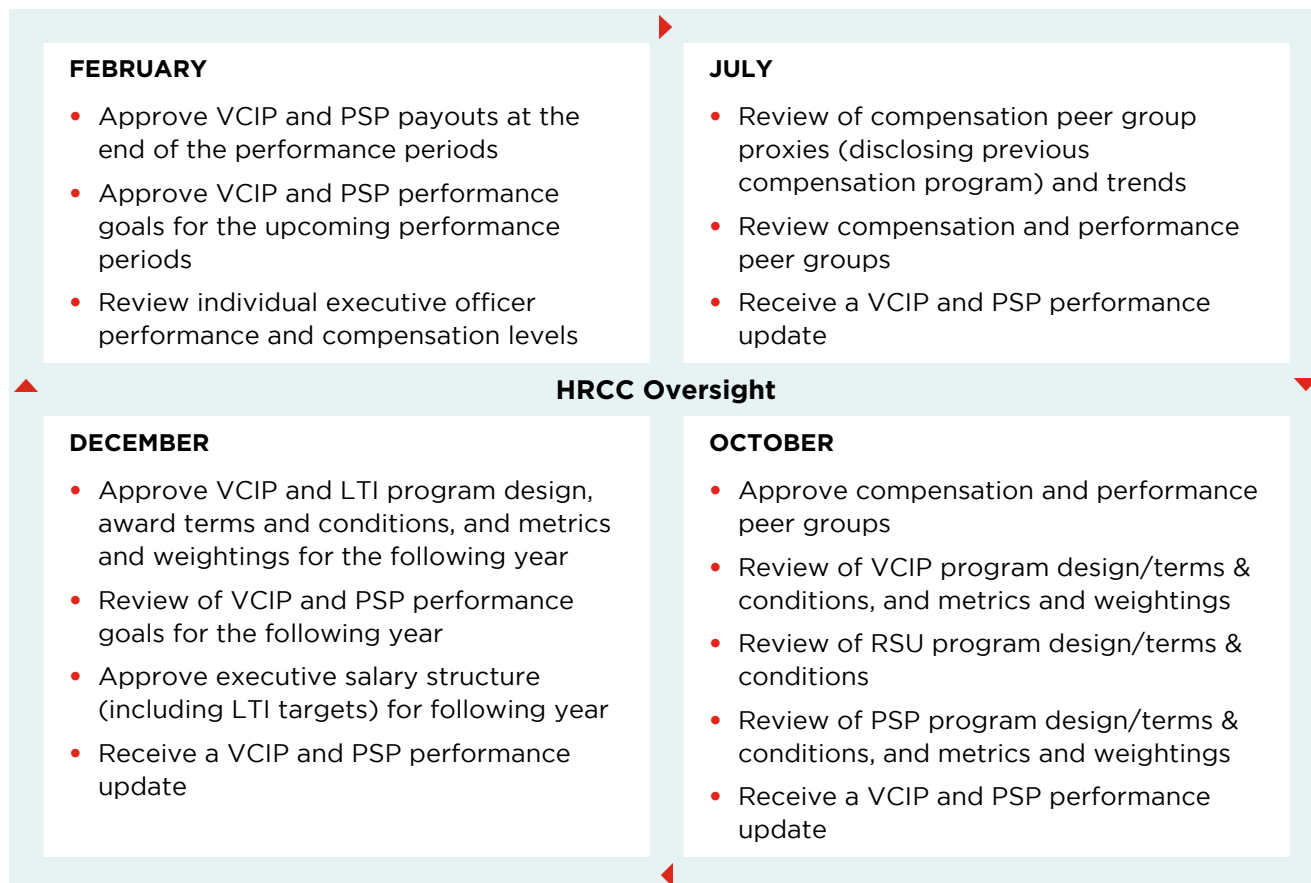 FEBRUARY
• Approve VCIP and PSP payouts at the
end of the performance periods
• Approve VCIP and PSP performance
goals for the upcoming performance
periods
• Review individual executive officer
performance and compensation levels
JULY
• Review of compensation peer group
proxies (disclosing previous
compensation program) and trends
• Review compensation and performance
peer groups
• Receive a VCIP and PSP performance
update
HRCC Oversight
DECEMBER
• Approve VCIP and LTI program design,
award terms and conditions, and metrics
and weightings for the following year
• Review of VCIP and PSP performance
goals for the following year
• Approve executive salary structure
(including LTI targets) for following year
• Receive a VCIP and PSP performance
update
OCTOBER
• Approve compensation and performance
peer groups
• Review of VCIP program design/terms &
conditions, and metrics and weightings
• Review of RSU program design/terms &
conditions
• Review of PSP program design/terms &
conditions, and metrics and weightings
• Receive a VCIP and PSP performance
update